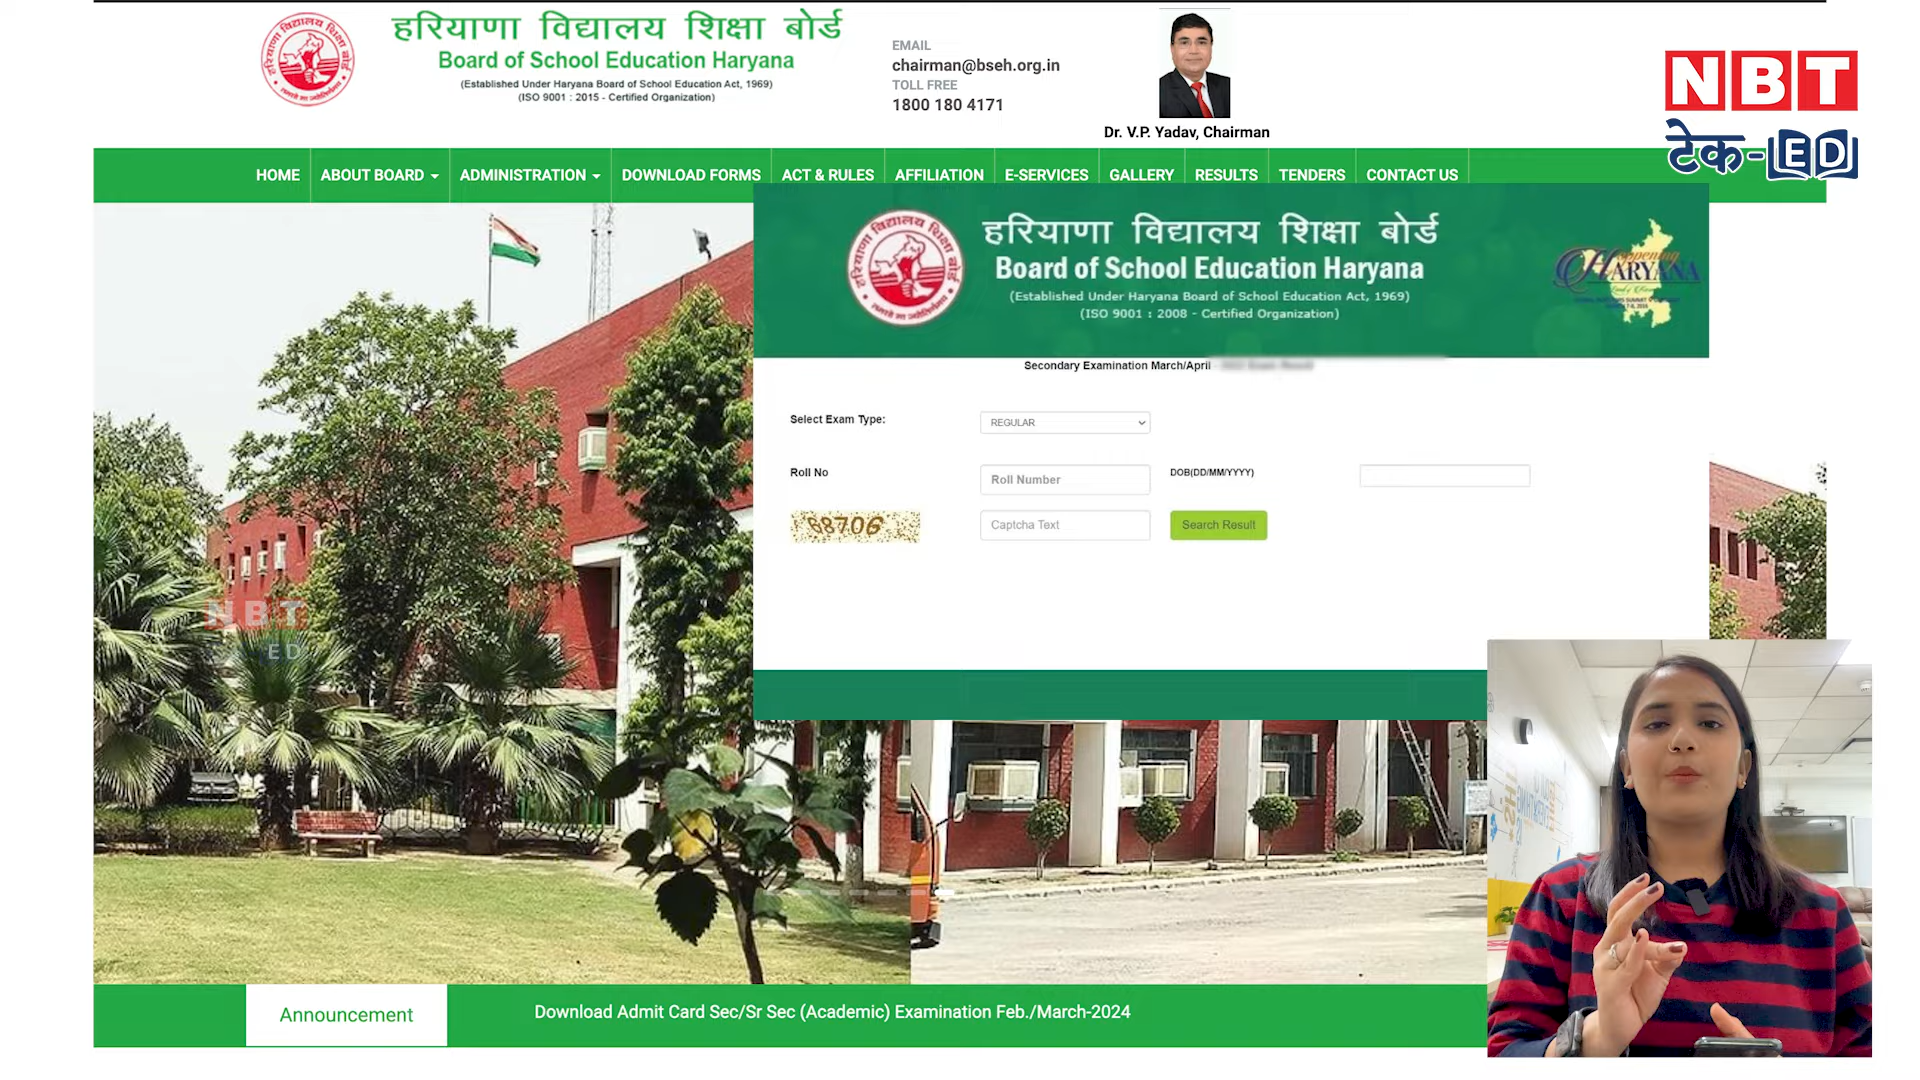 हरियाणा विद्यालय शिक्षा बोर्ड
Board of School Education Haryana
(Established Under Haryana Board of School Education Act, 1969)
(ISO 9001 : 2015 - Certified Organization)
EMAIL
chairman@bseh.org.in
TOLL FREE
1800 180 4171
Dr. V.P. Yadav, Chairman
NBT
टेक-ED
HOME ABOUT BOARD ADMINISTRATION DOWNLOAD FORMS ACT & RULES AFFILIATION E-SERVICES GALLERY RESULTS TENDERS CONTACT US
हरियाणा विद्यालय शिक्षा बोर्ड
Board of School Education Haryana
(Established Under Haryana Board of School Education Act, 1969)
(ISO 9001 : 2008 - Certified Organization)
Happening
HARYANA
Secondary Examination March/April
Select Exam Type:
REGULAR
Roll No
Roll Number
DOB(DD/MM/YYYY)
68706
Captcha Text
Search Result
NBT
ED
Announcement
Download Admit Card Sec/Sr Sec (Academic) Examination Feb./March-2024